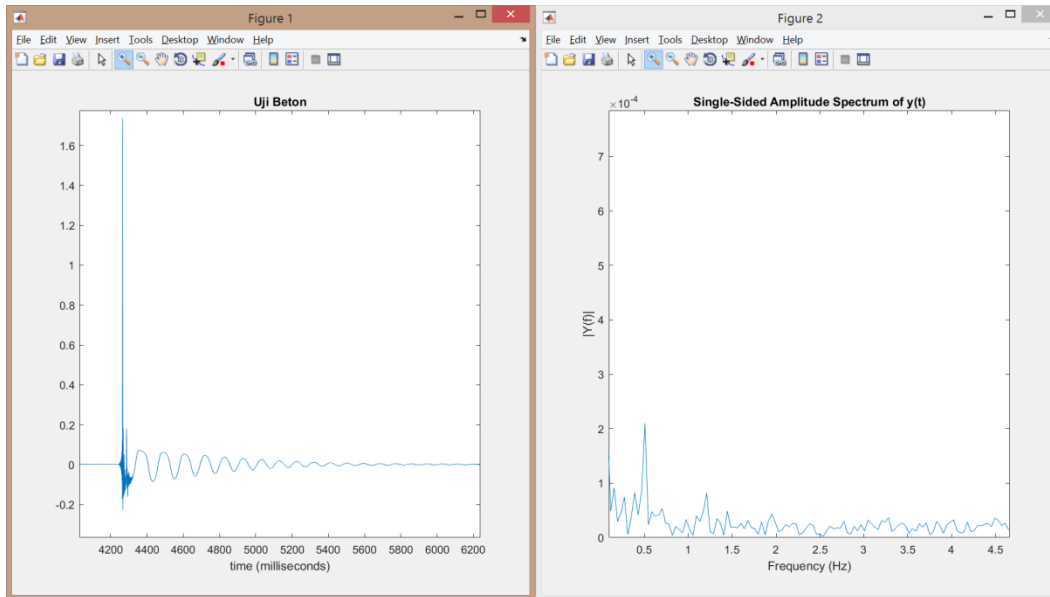 Figure 1
File Edit View Insert Tools Desktop Window Help
Uji Beton
1.6
1.4
1.2
1
0.8
0.6
0.4
0.2
0
-0.2
4200 4400 4600 4800 5000 5200 5400 5600 5800 6000 6200
time (milliseconds)
Figure 2
File Edit View Insert Tools Desktop Window Help
×10⁻⁴
Single-Sided Amplitude Spectrum of y(t)
7
6
5
4
3
2
1
0
|Y(f)|
0.5 1 1.5 2 2.5 3 3.5 4 4.5
Frequency (Hz)